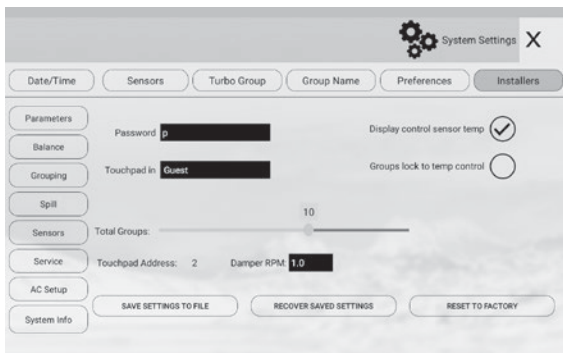 System Settings X
Date/Time Sensors Turbo Group Group Name Preferences Installers
Parameters
Balance
Grouping
Spill
Sensors
Service
AC Setup
System Info
Password p
Display control sensor temp
Touchpad in Guest
Groups lock to temp control
10
Total Groups:
Touchpad Address: 2 Damper RPM: 1.0
SAVE SETTINGS TO FILE RECOVER SAVED SETTINGS RESET TO FACTORY